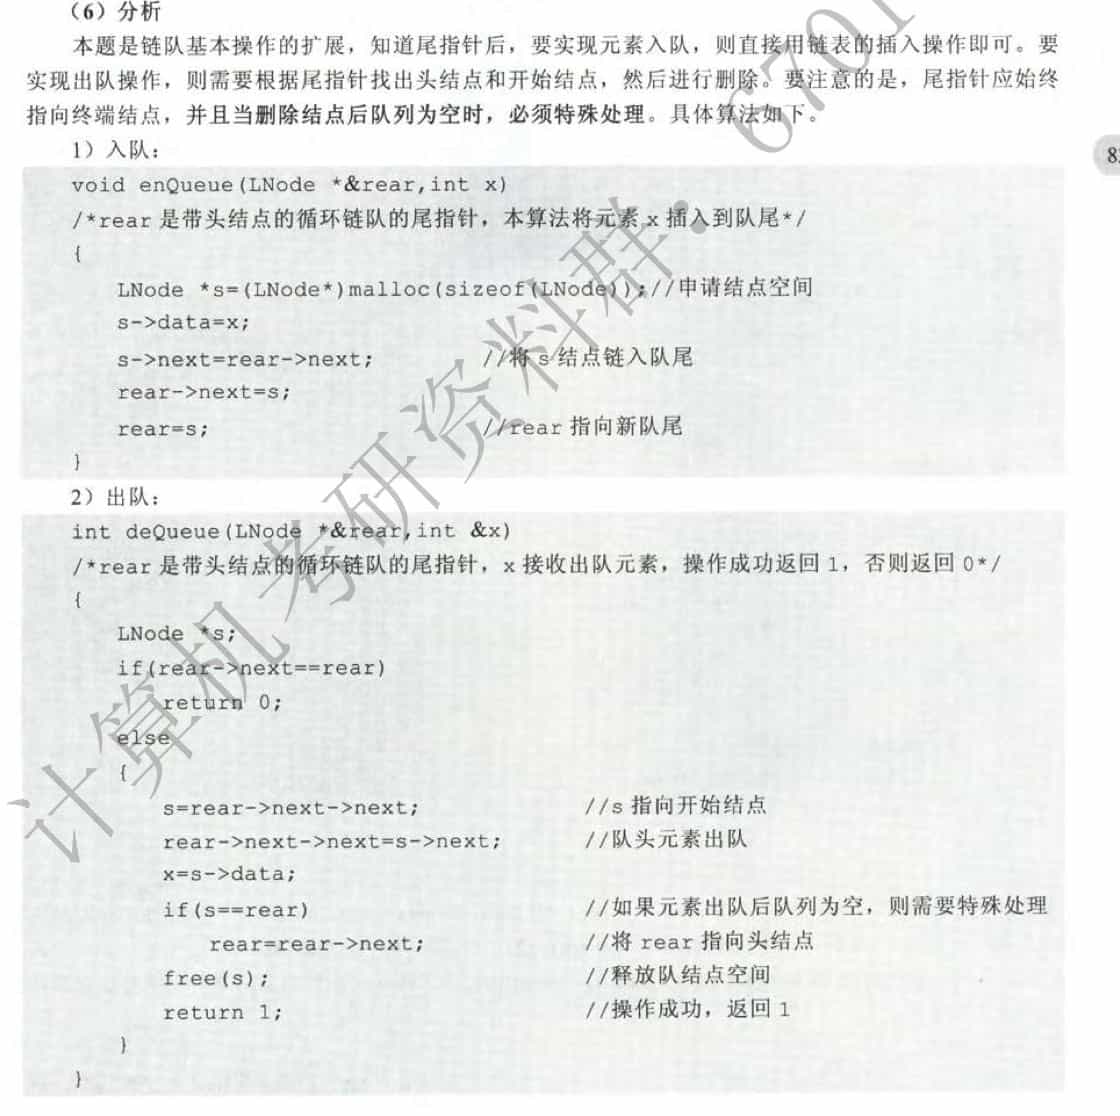 （6）分析
本题是链队基本操作的扩展，知道尾指针后，要实现元素入队，则直接用链表的插入操作即可。要
实现出队操作，则需要根据尾指针找出头结点和开始结点，然后进行删除。要注意的是，尾指针应始终
指向终端结点，并且当删除结点后队列为空时，必须特殊处理。具体算法如下。
1）入队：
void enQueue(LNode *&rear,int x)
/*rear 是带头结点的循环链队的尾指针，本算法将元素 x 插入到队尾*/
{
LNode *s=(LNode*)malloc(sizeof(LNode));//申请结点空间
s->data=x;
s->next=rear->next; //将 s 结点链入队尾
rear->next=s;
rear=s; //rear 指向新队尾
}
2）出队：
int deQueue(LNode *&rear,int &x)
/*rear 是带头结点的循环链队的尾指针，x 接收出队元素，操作成功返回 1，否则返回 0*/
{
LNode *s;
if(rear->next==rear)
return 0;
else
{
s=rear->next->next; //s 指向开始结点
rear->next->next=s->next; //队头元素出队
x=s->data;
if(s==rear) //如果元素出队后队列为空，则需要特殊处理
rear=rear->next; //将 rear 指向头结点
free(s); //释放队结点空间
return 1; //操作成功，返回 1
}
}
计算机考研资料群：6701